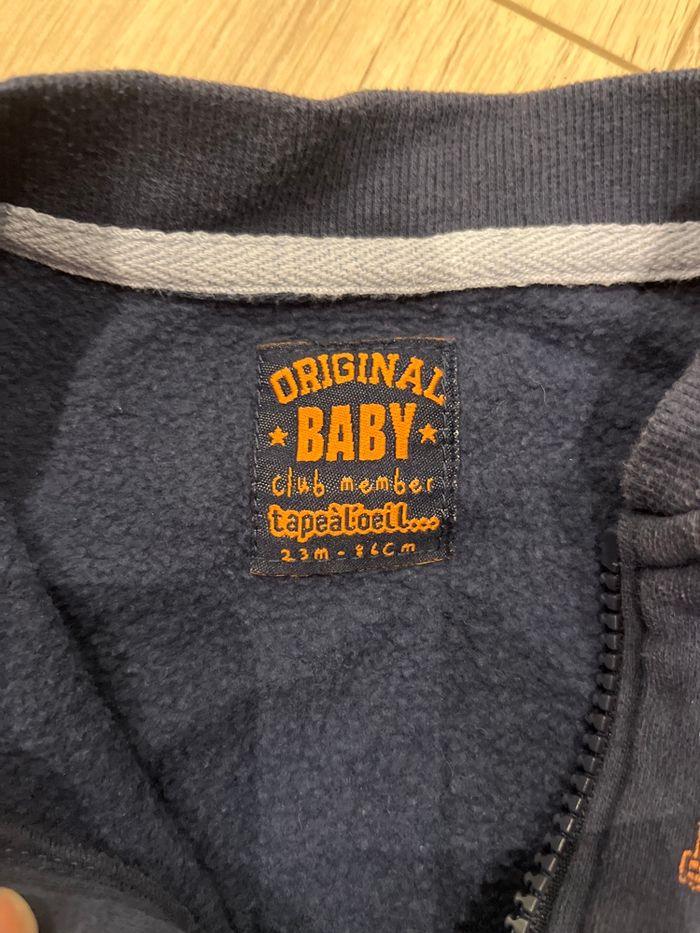 ORIGINAL
BABY
club member
tapeàl'oeil...
23M - 86Cm